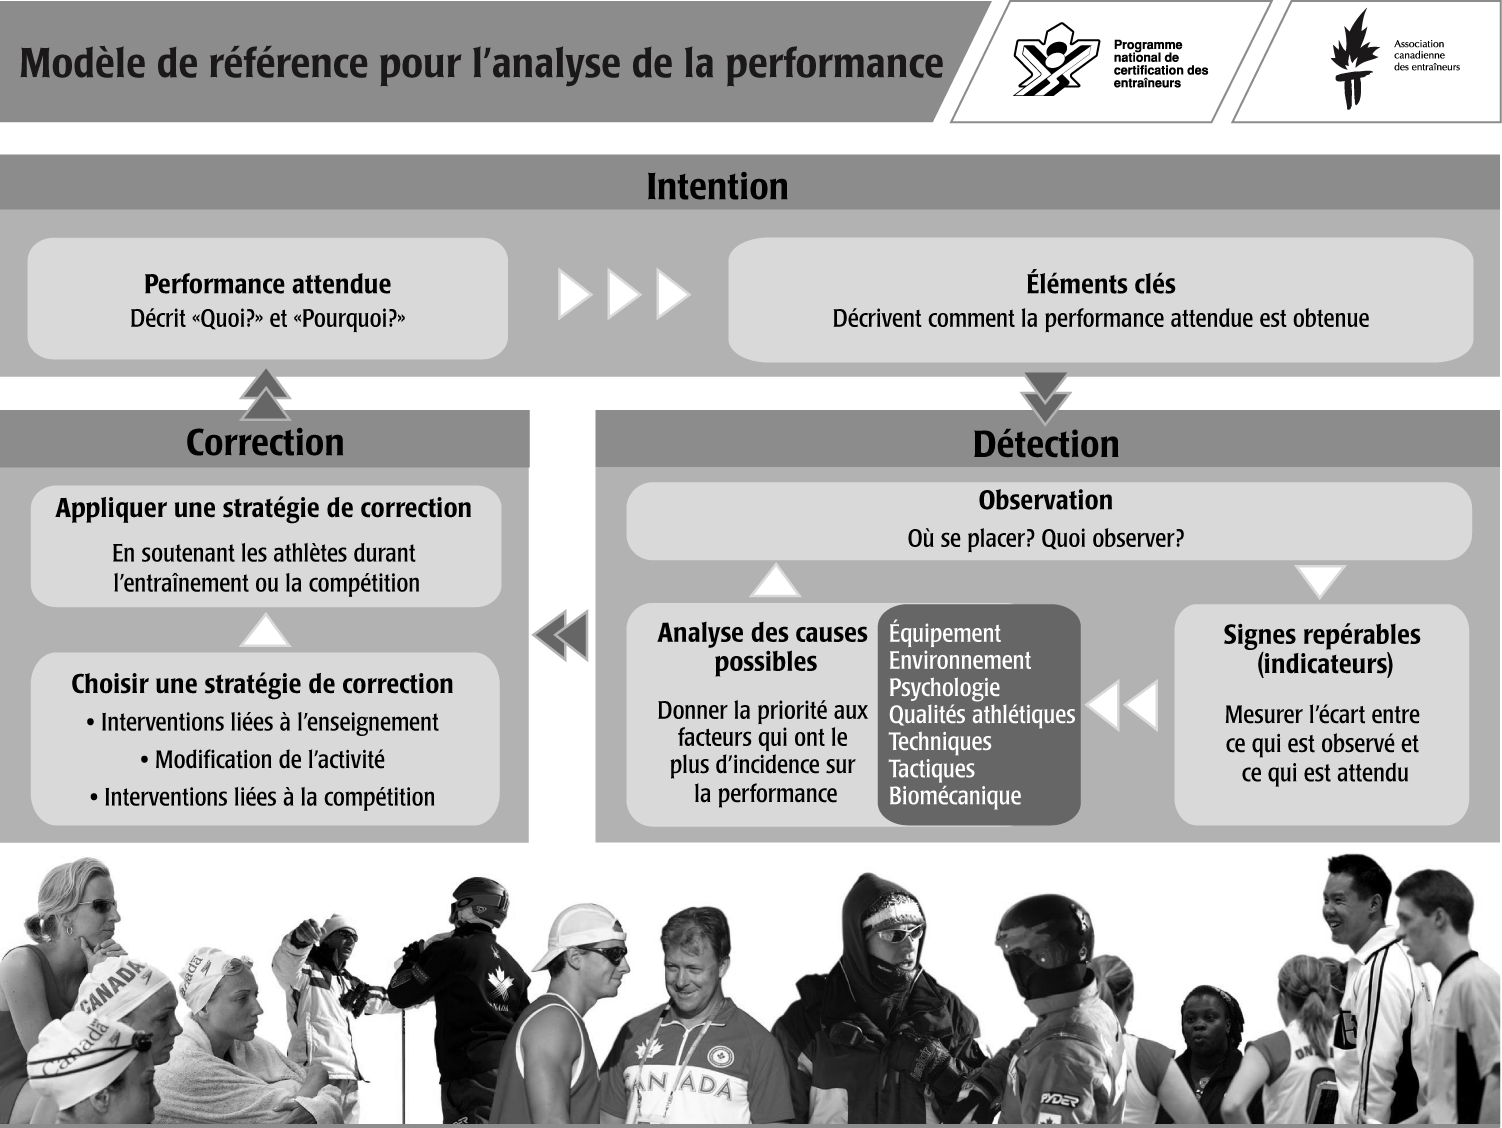 Modèle de référence pour l'analyse de la performance
Programme
national de
certification des
entraîneurs
Association
canadienne
des entraîneurs
Intention
Performance attendue
Décrit «Quoi?» et «Pourquoi?»
Éléments clés
Décrivent comment la performance attendue est obtenue
Correction
Appliquer une stratégie de correction
En soutenant les athlètes durant
l'entraînement ou la compétition
Choisir une stratégie de correction
• Interventions liées à l'enseignement
• Modification de l'activité
• Interventions liées à la compétition
Détection
Observation
Où se placer? Quoi observer?
Analyse des causes
possibles
Donner la priorité aux
facteurs qui ont le
plus d'incidence sur
la performance
Équipement
Environnement
Psychologie
Qualités athlétiques
Techniques
Tactiques
Biomécanique
Signes repérables
(indicateurs)
Mesurer l'écart entre
ce qui est observé et
ce qui est attendu
CANADA
Canada
Canada
CANADA
CANADA
RYDER